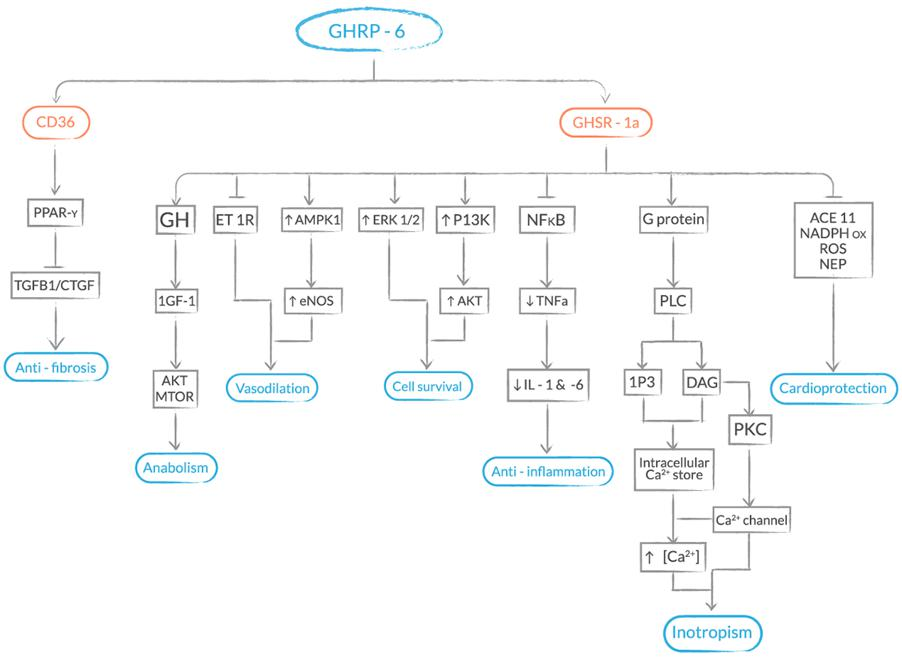 GHRP - 6
CD36
GHSR - 1a
PPAR-γ
GH
ET 1R
↑ AMPK1
↑ ERK 1/2
↑ P13K
NFκB
G protein
ACE 11
NADPH ox
ROS
NEP
TGFB1/CTGF
1GF-1
↑ eNOS
↑ AKT
↓ TNFa
PLC
Anti - fibrosis
AKT
MTOR
Vasodilation
Cell survival
↓ IL - 1 & -6
1P3
DAG
Cardioprotection
PKC
Anabolism
Anti - inflammation
Intracellular
Ca²⁺ store
Ca²⁺ channel
↑ [Ca²⁺]
Inotropism